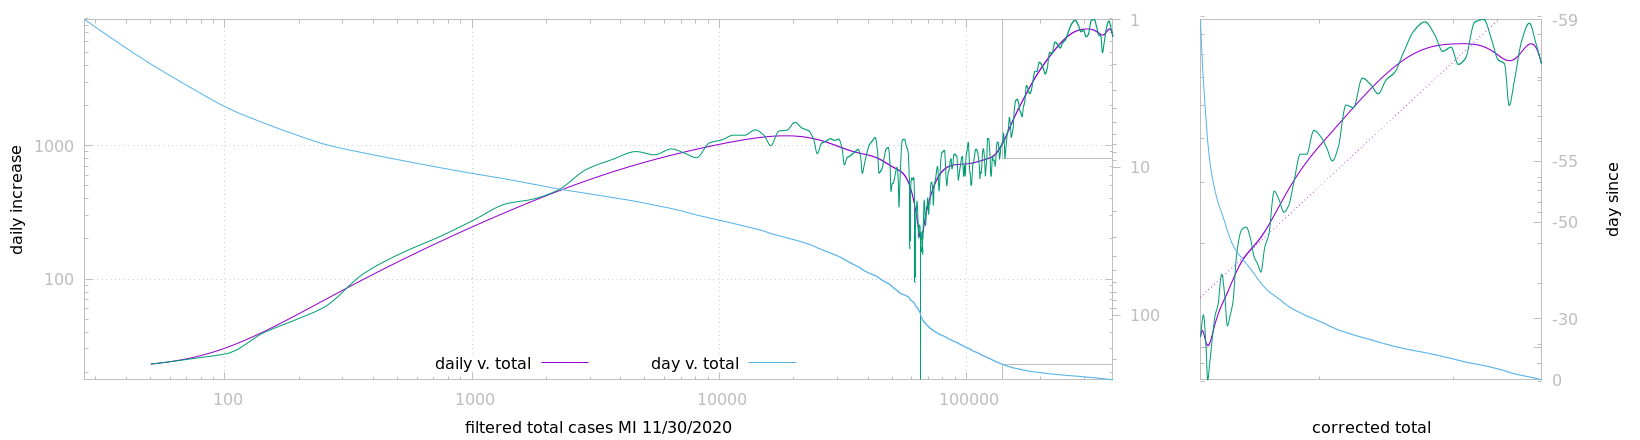 daily increase
1000
100
daily v. total
day v. total
100
1000
10000
100000
filtered total cases MI 11/30/2020
1
10
100
-59
-55
-50
-30
0
day since
corrected total